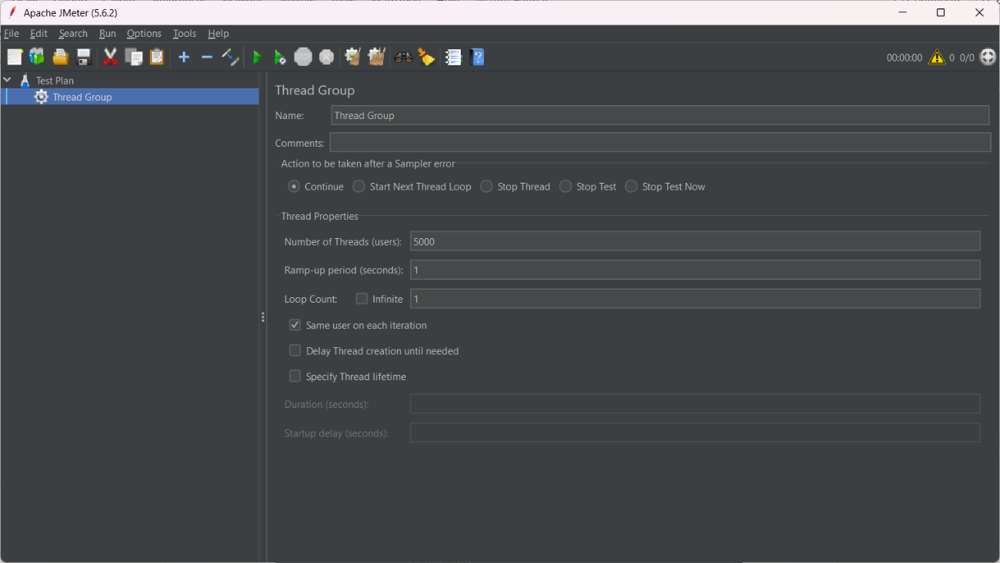 Apache JMeter (5.6.2)
File Edit Search Run Options Tools Help
00:00:00 0 0/0
Test Plan
Thread Group
Thread Group
Name: Thread Group
Comments:
Action to be taken after a Sampler error
Continue Start Next Thread Loop Stop Thread Stop Test Stop Test Now
Thread Properties
Number of Threads (users): 5000
Ramp-up period (seconds): 1
Loop Count: Infinite 1
Same user on each iteration
Delay Thread creation until needed
Specify Thread lifetime
Duration (seconds):
Startup delay (seconds):